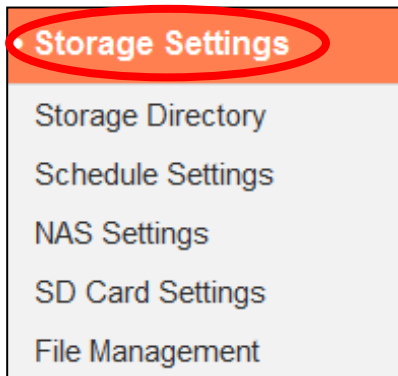 • Storage Settings
Storage Directory
Schedule Settings
NAS Settings
SD Card Settings
File Management